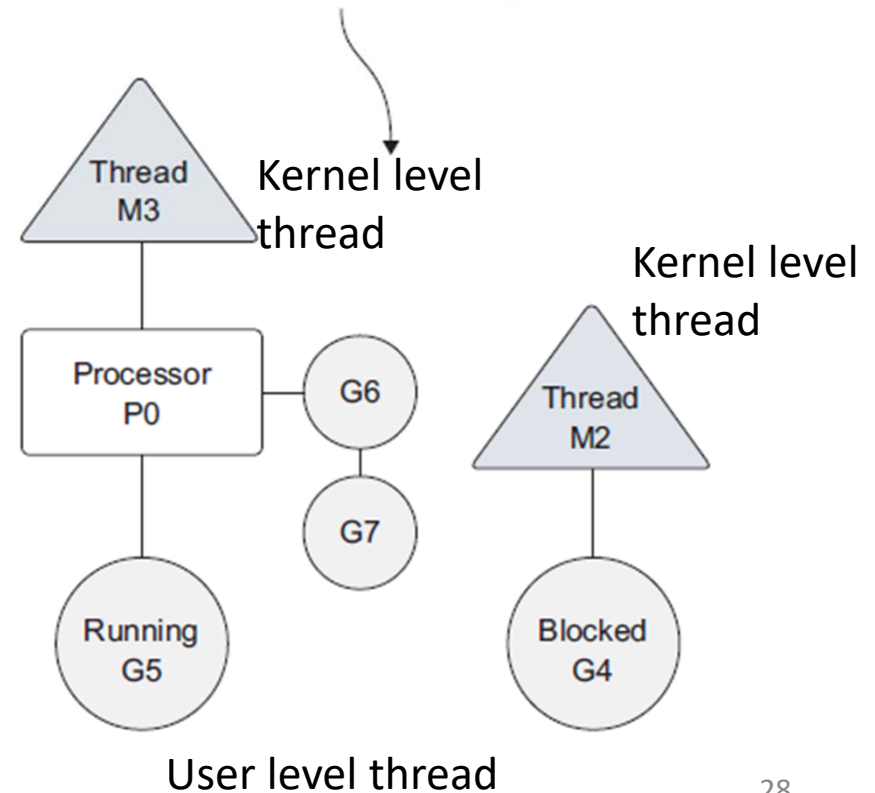 Thread
M3
Kernel level
thread
Kernel level
thread
Processor
P0
G6
Thread
M2
G7
Running
G5
Blocked
G4
User level thread
28